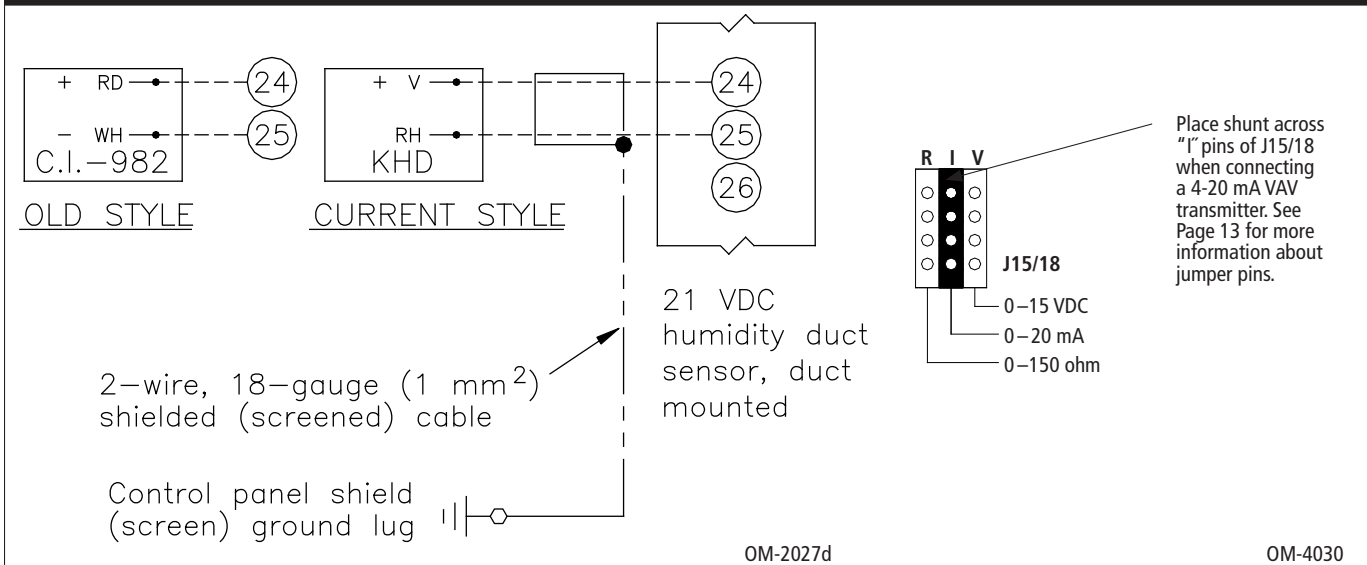 + RD
24
- WH
25
C.I.-982
OLD STYLE
+ V
RH
KHD
CURRENT STYLE
24
25
26
21 VDC
humidity duct
sensor, duct
mounted
2-wire, 18-gauge (1 mm²)
shielded (screened) cable
Control panel shield
(screen) ground lug
OM-2027d
R I V
J15/18
0–15 VDC
0–20 mA
0–150 ohm
Place shunt across
"I" pins of J15/18
when connecting
a 4-20 mA VAV
transmitter. See
Page 13 for more
information about
jumper pins.
OM-4030